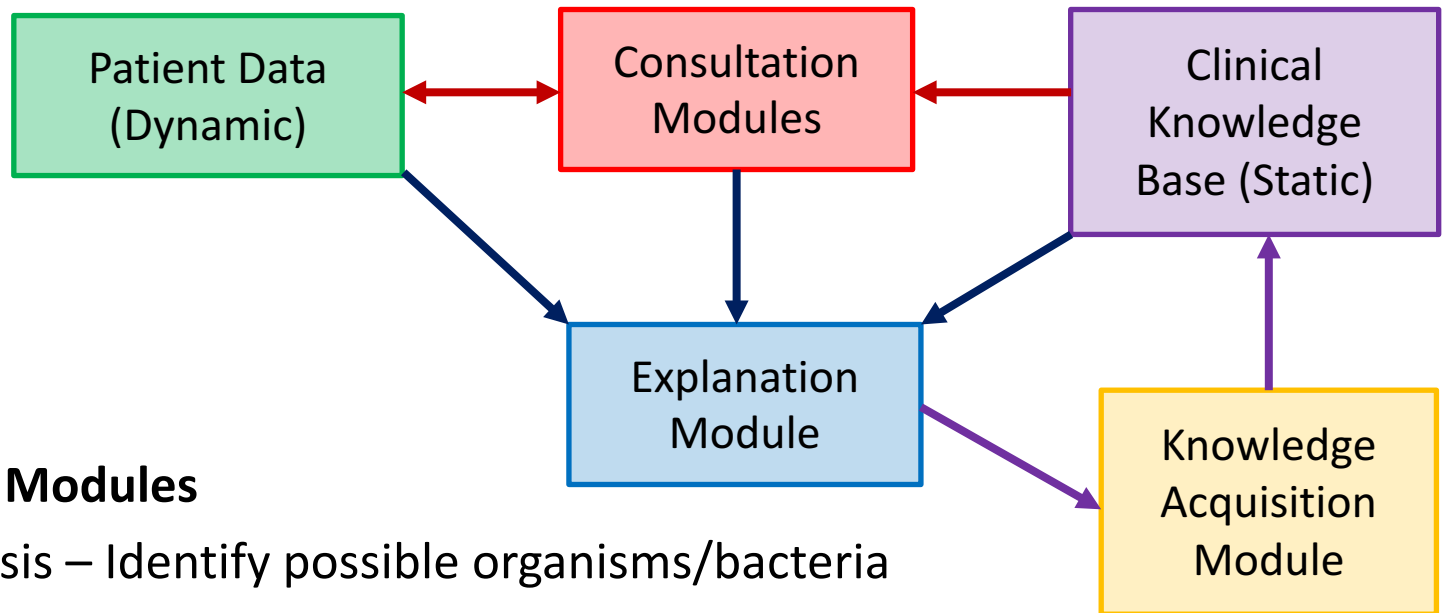 Patient Data
(Dynamic)
Consultation
Modules
Clinical
Knowledge
Base (Static)
Explanation
Module
Knowledge
Acquisition
Module
Modules
sis – Identify possible organisms/bacteria